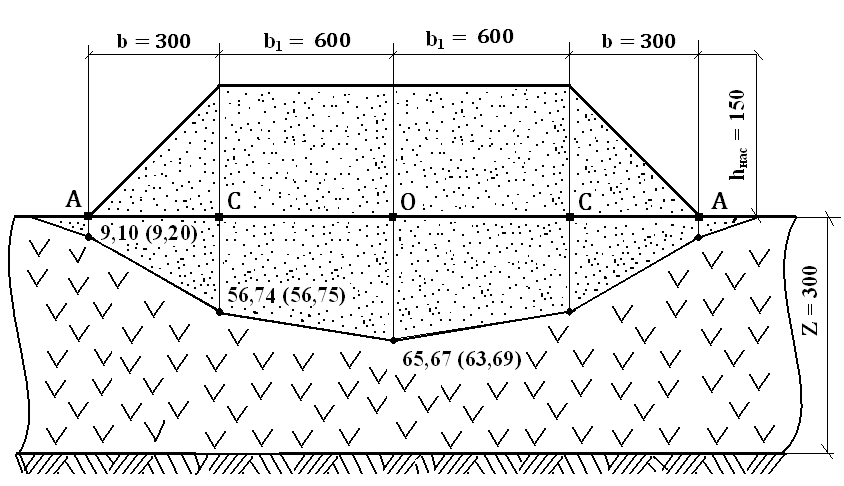 b = 300 b₁ = 600 b₁ = 600 b = 300
hнас = 150
A C O C A
9,10 (9,20)
56,74 (56,75)
Z = 300
65,67 (63,69)